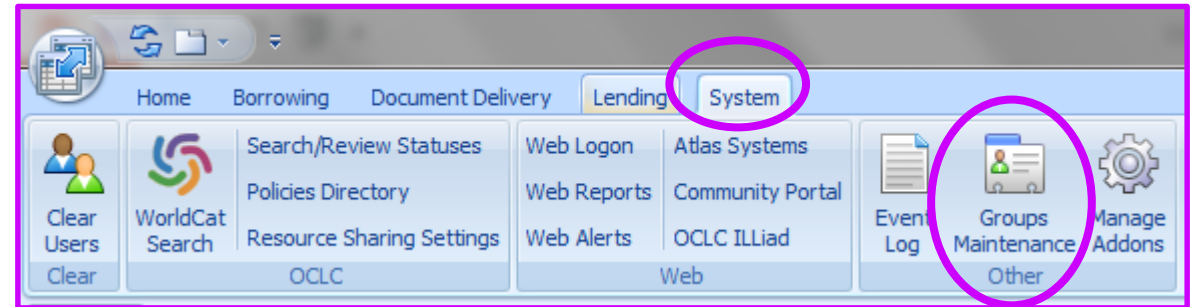 Home Borrowing Document Delivery Lending System
Search/Review Statuses Web Logon Atlas Systems
Policies Directory Web Reports Community Portal
Clear Users WorldCat Search Resource Sharing Settings Web Alerts OCLC ILLiad Event Log Groups Maintenance Manage Addons
Clear OCLC Web Other